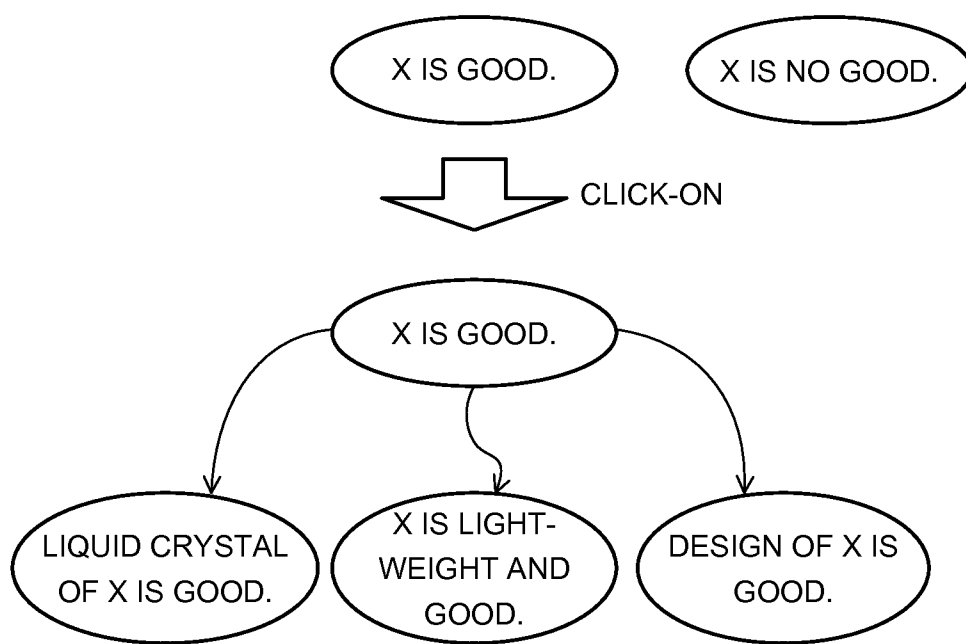 X IS GOOD.
X IS NO GOOD.
CLICK-ON
X IS GOOD.
LIQUID CRYSTAL
OF X IS GOOD.
X IS LIGHT-
WEIGHT AND
GOOD.
DESIGN OF X IS
GOOD.